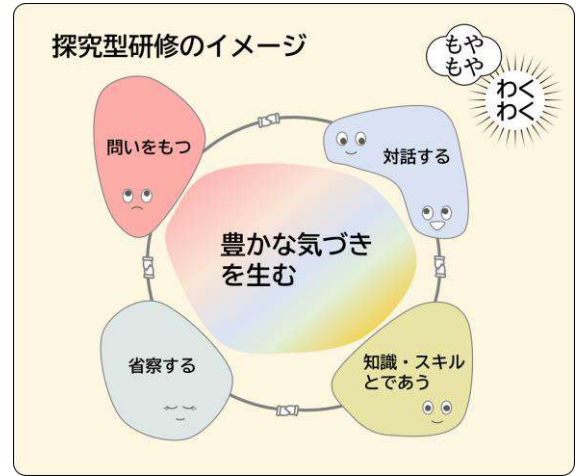 探究型研修のイメージ
もや
もや
わく
わく
問いをもつ
対話する
豊かな気づき
を生む
省察する
知識・スキル
とであう